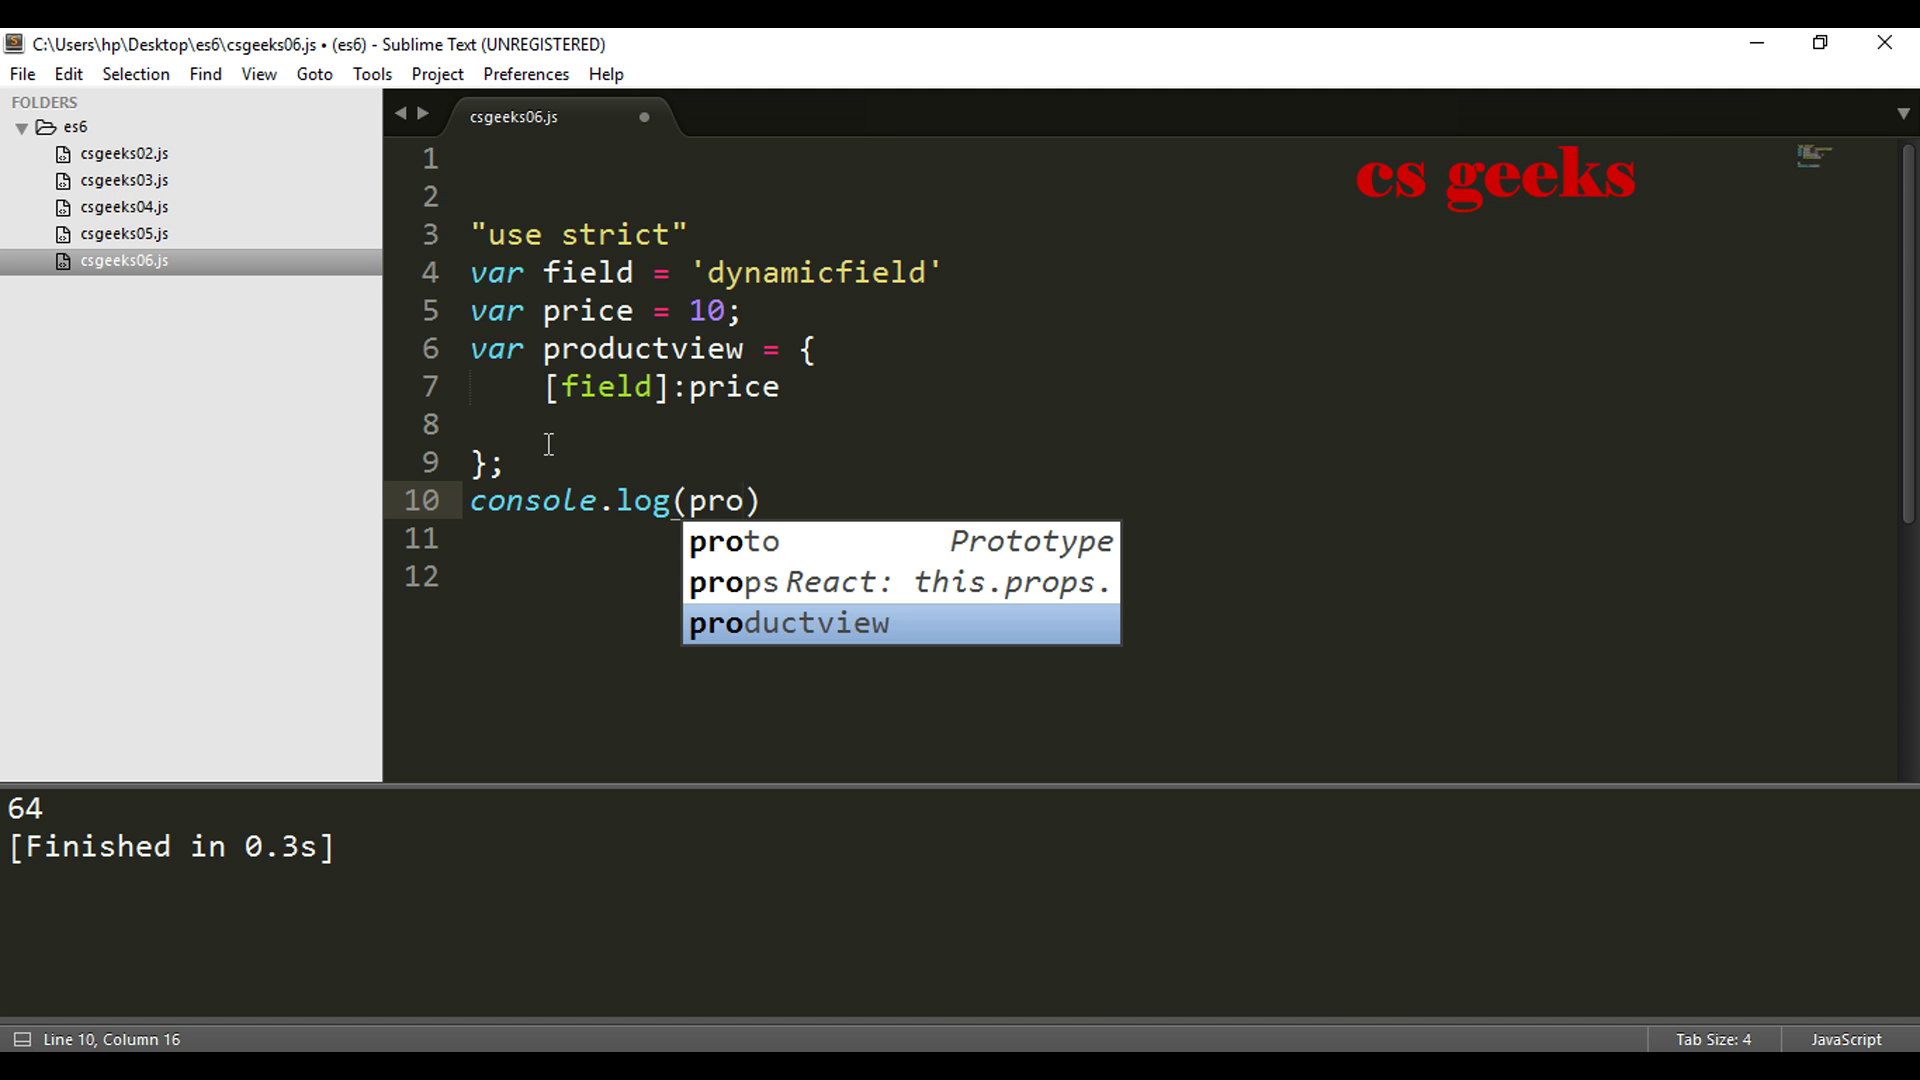 C:\Users\hp\Desktop\es6\csgeeks06.js • (es6) - Sublime Text (UNREGISTERED)
File Edit Selection Find View Goto Tools Project Preferences Help
FOLDERS
es6
csgeeks02.js
csgeeks03.js
csgeeks04.js
csgeeks05.js
csgeeks06.js
csgeeks06.js
cs geeks
1
2
3 "use strict"
4 var field = 'dynamicfield'
5 var price = 10;
6 var productview = {
7 [field]:price
8
9 };
10 console.log(pro)
11
12
proto Prototype
props React: this.props.
productview
64
[Finished in 0.3s]
Line 10, Column 16
Tab Size: 4
JavaScript